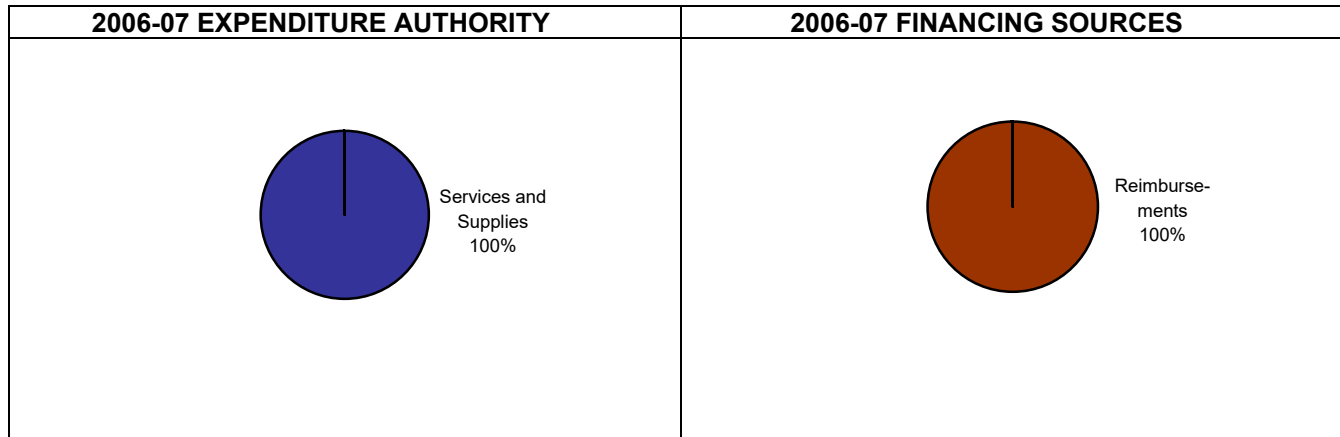 2006-07 EXPENDITURE AUTHORITY
Services and
Supplies
100%
2006-07 FINANCING SOURCES
Reimburse-
ments
100%